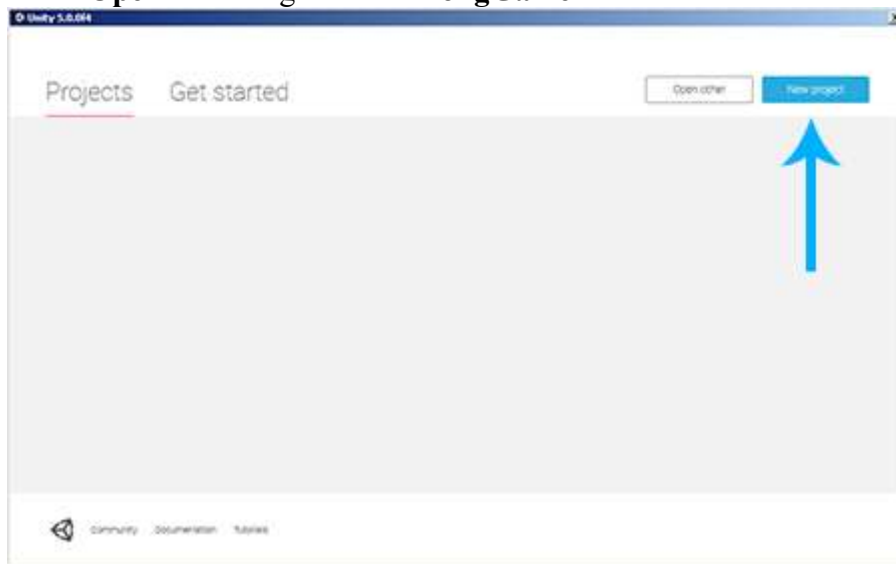 Unity 5.0.0f4
Projects Get started
Open other New project
Community Documentation Tutorials